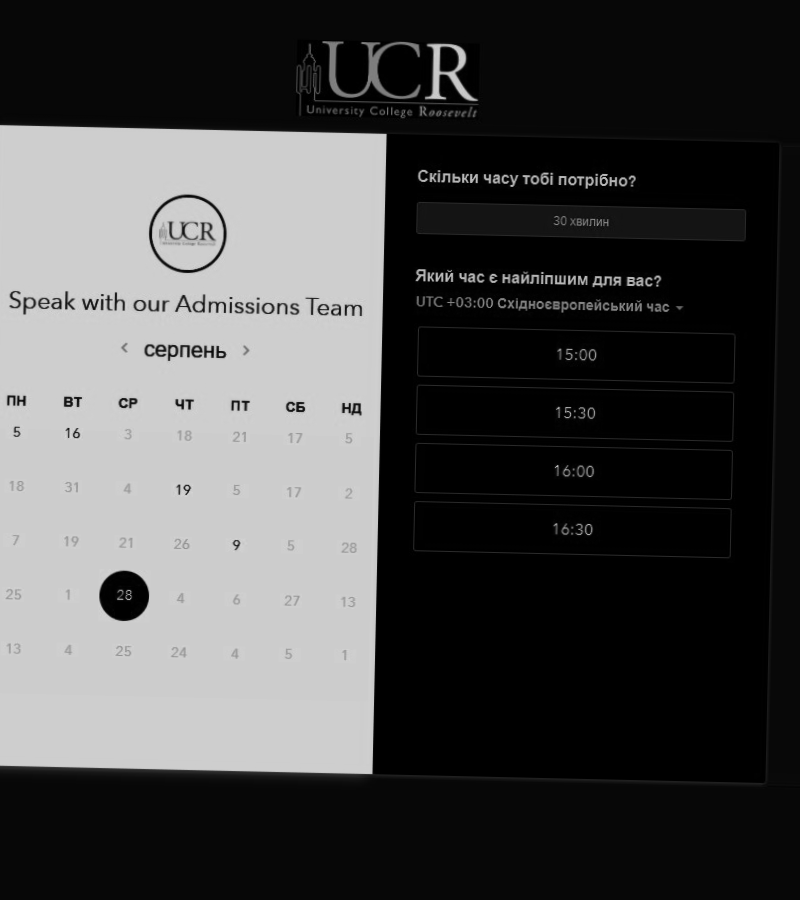 UCR
University College Roosevelt
UCR
University College Roosevelt
Speak with our Admissions Team
серпень
ПН ВТ СР ЧТ ПТ СБ НД
5 16 3 18 21 17 5
18 31 4 19 5 17 2
7 19 21 26 9 5 28
25 1 28 4 6 27 13
13 4 25 24 4 5 1
Скільки часу тобі потрібно?
30 хвилин
Який час є найліпшим для вас?
UTC +03:00 Східноєвропейський час
15:00
15:30
16:00
16:30